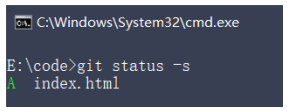 C:\Windows\System32\cmd.exe
E:\code>git status -s
A  index.html